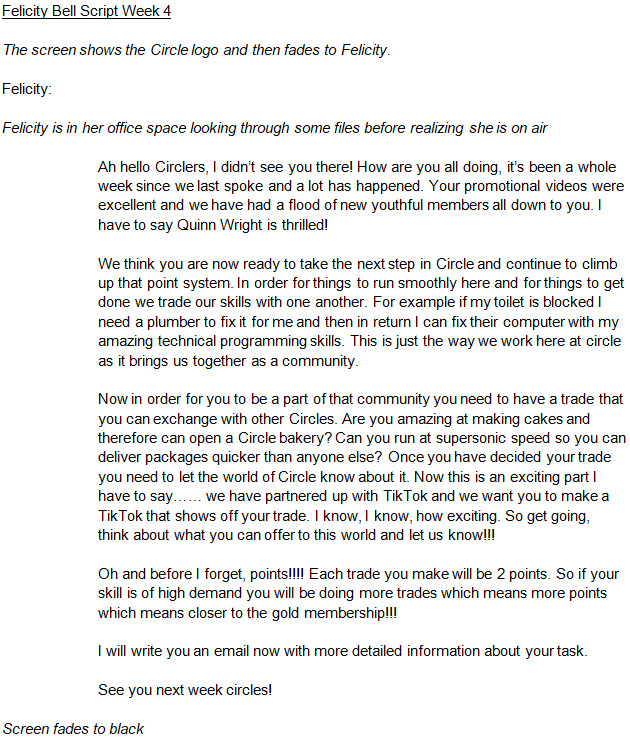 Felicity Bell Script Week 4
The screen shows the Circle logo and then fades to Felicity.
Felicity:
Felicity is in her office space looking through some files before realizing she is on air
Ah hello Circlers, I didn't see you there! How are you all doing, it's been a whole
week since we last spoke and a lot has happened. Your promotional videos were
excellent and we have had a flood of new youthful members all down to you. I
have to say Quinn Wright is thrilled!
We think you are now ready to take the next step in Circle and continue to climb
up that point system. In order for things to run smoothly here and for things to get
done we trade our skills with one another. For example if my toilet is blocked I
need a plumber to fix it for me and then in return I can fix their computer with my
amazing technical programming skills. This is just the way we work here at circle
as it brings us together as a community.
Now in order for you to be a part of that community you need to have a trade that
you can exchange with other Circles. Are you amazing at making cakes and
therefore can open a Circle bakery? Can you run at supersonic speed so you can
deliver packages quicker than anyone else? Once you have decided your trade
you need to let the world of Circle know about it. Now this is an exciting part I
have to say…… we have partnered up with TikTok and we want you to make a
TikTok that shows off your trade. I know, I know, how exciting. So get going,
think about what you can offer to this world and let us know!!!
Oh and before I forget, points!!!! Each trade you make will be 2 points. So if your
skill is of high demand you will be doing more trades which means more points
which means closer to the gold membership!!!
I will write you an email now with more detailed information about your task.
See you next week circles!
Screen fades to black